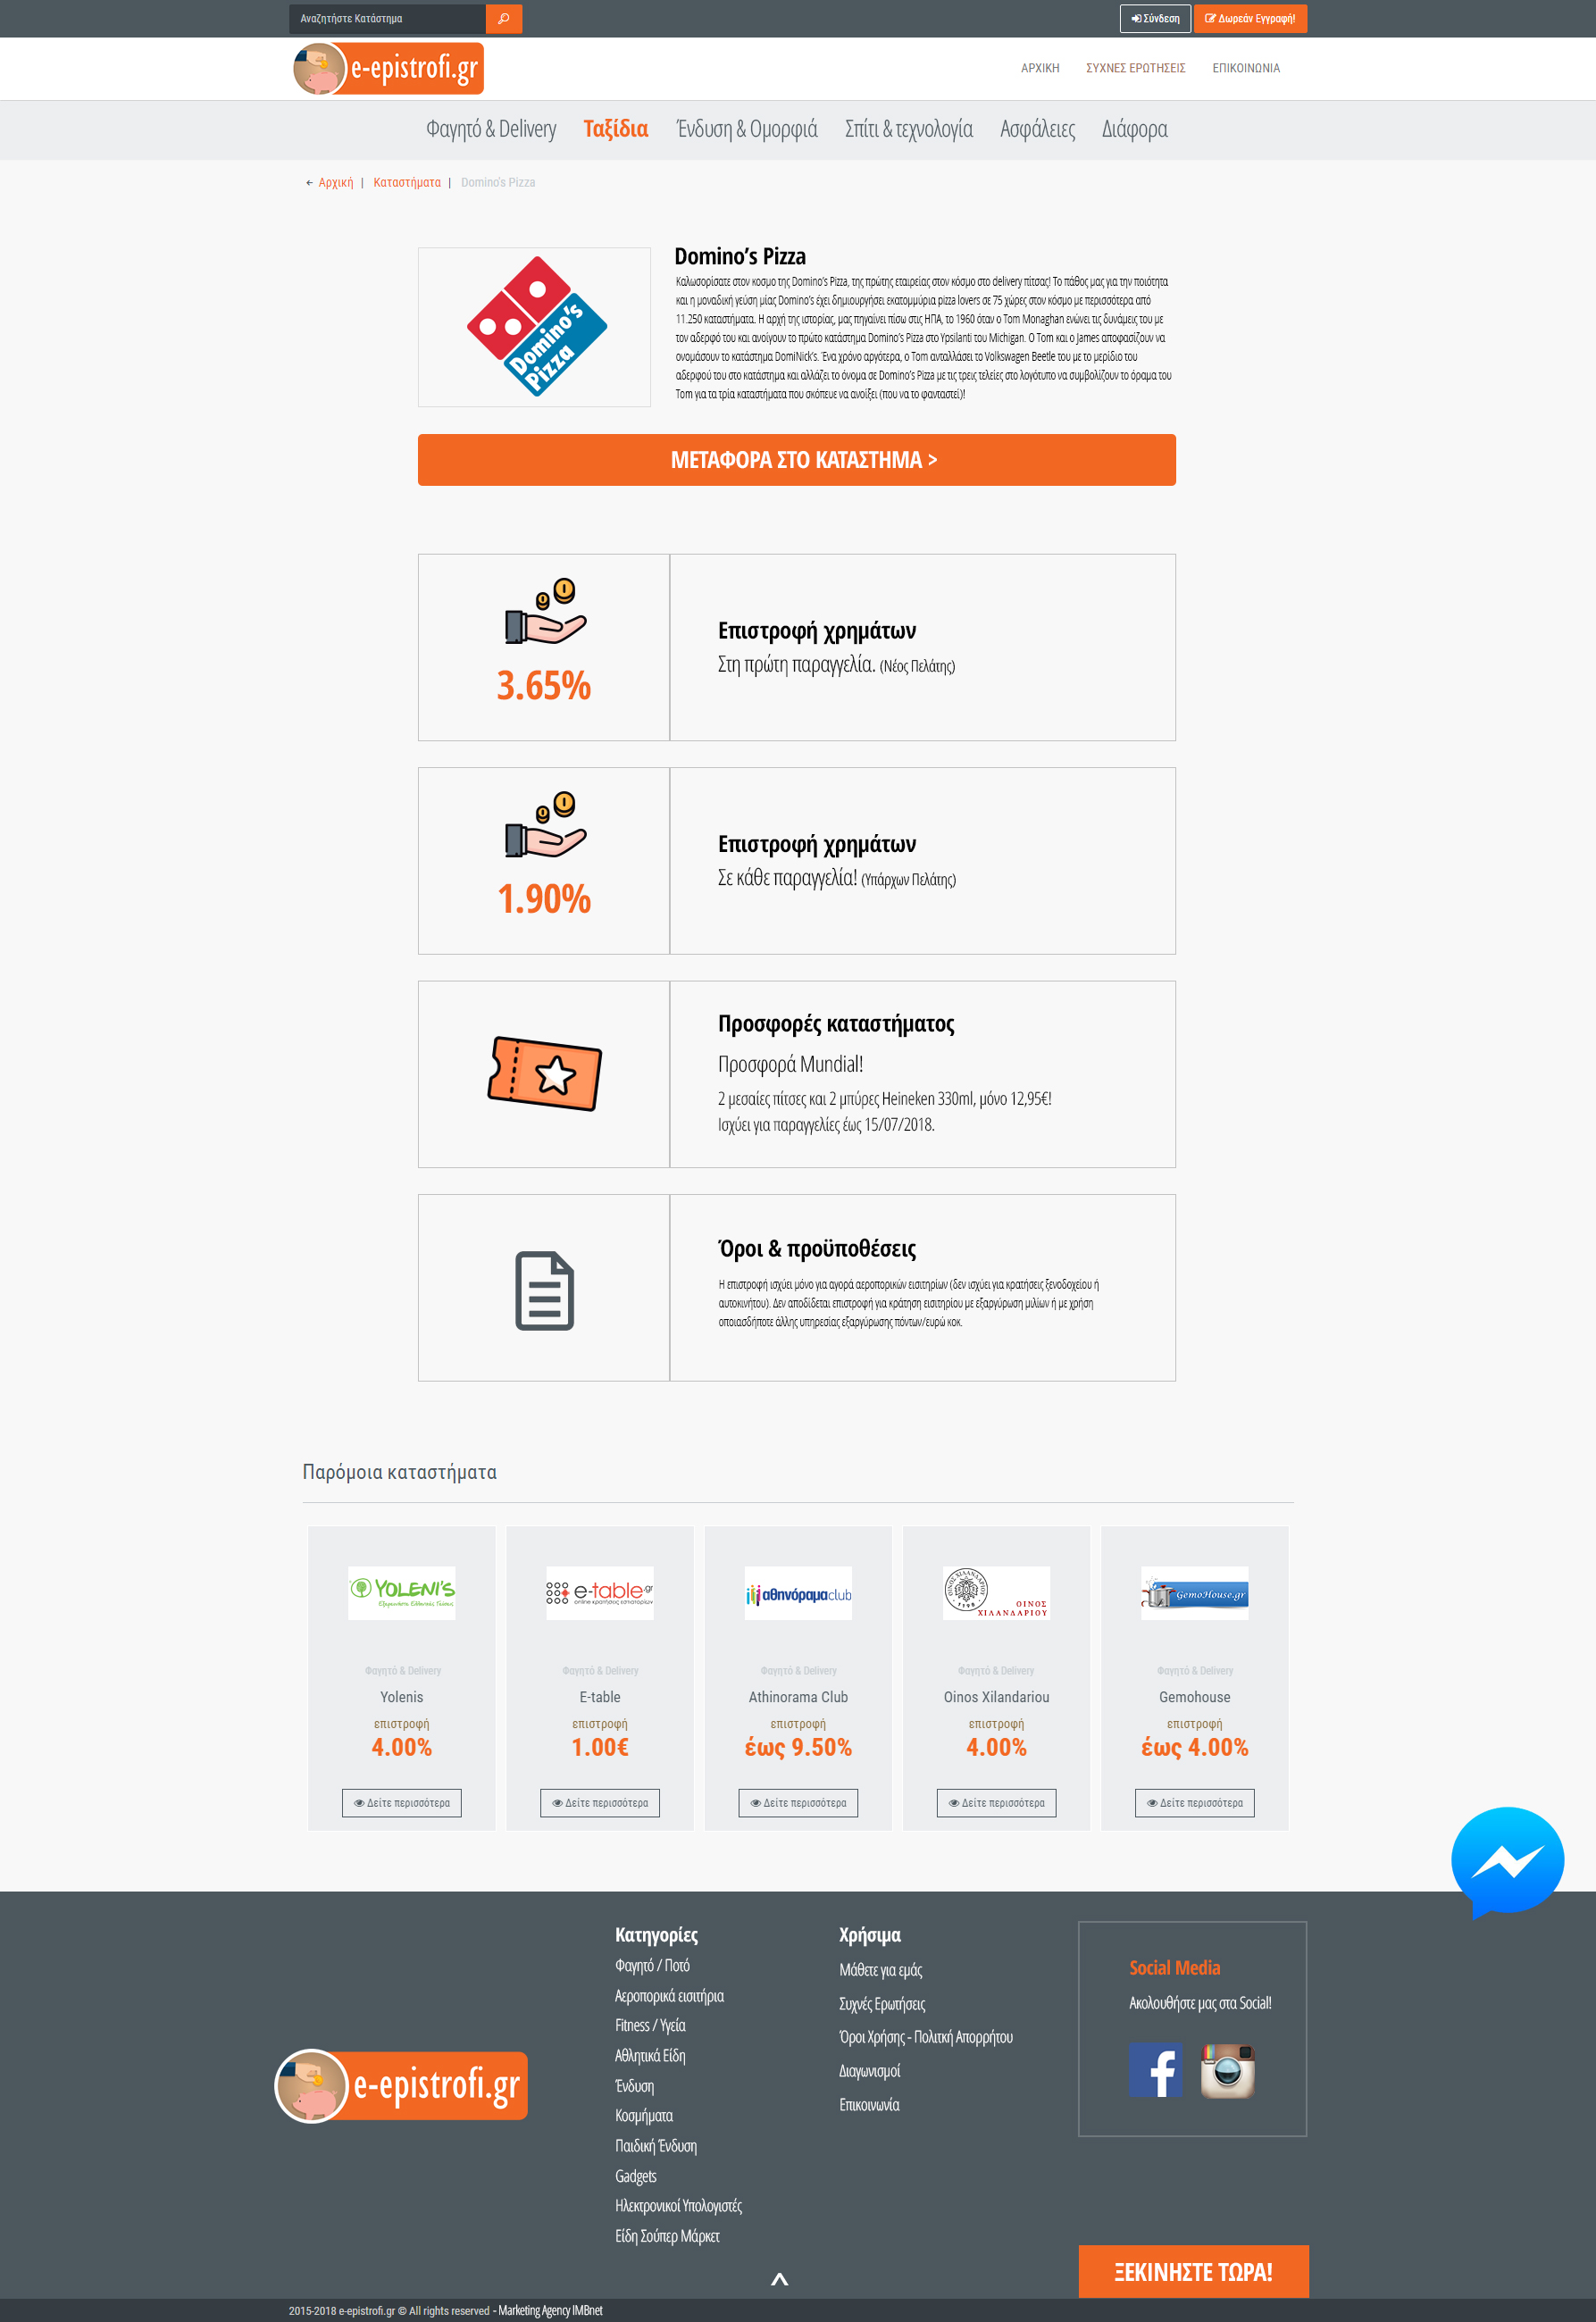 Αναζητήστε Κατάστημα
Σύνδεση
Δωρεάν Εγγραφή!
e-epistrofi.gr
ΑΡΧΙΚΗ ΣΥΧΝΕΣ ΕΡΩΤΗΣΕΙΣ ΕΠΙΚΟΙΝΩΝΙΑ
Φαγητό & Delivery Ταξίδια Ένδυση & Ομορφιά Σπίτι & τεχνολογία Ασφάλειες Διάφορα
← Αρχική | Καταστήματα | Domino's Pizza
Domino's
Pizza
Domino's Pizza
Καλωσορίσατε στον κοσμο της Domino's Pizza, της πρώτης εταιρείας στον κόσμο στο delivery πίτσας! Το πάθος μας για την ποιότητα
και η μοναδική γεύση μίας Domino's έχει δημιουργήσει εκατομμύρια pizza lovers σε 75 χώρες στον κόσμο με περισσότερα από
11.250 καταστήματα. Η αρχή της ιστορίας, μας πηγαίνει πίσω στις ΗΠΑ, το 1960 όταν ο Tom Monaghan ενώνει τις δυνάμεις του με
τον αδερφό του και ανοίγουν το πρώτο κατάστημα Domino's Pizza στο Ypsilanti του Michigan. Ο Tom και ο James αποφασίζουν να
ονομάσουν το κατάστημα DomiNick's. Ένα χρόνο αργότερα, ο Tom ανταλλάσει το Volkswagen Beetle του με το μερίδιο του
αδερφού του στο κατάστημα και αλλάζει το όνομα σε Domino's Pizza με τις τρεις τελείες στο λογότυπο να συμβολίζουν το όραμα του
Tom για τα τρία καταστήματα που σκόπευε να ανοίξει (που να το φανταστεί)!
ΜΕΤΑΦΟΡΑ ΣΤΟ ΚΑΤΑΣΤΗΜΑ >
3.65%
Επιστροφή χρημάτων
Στη πρώτη παραγγελία. (Νέος Πελάτης)
1.90%
Επιστροφή χρημάτων
Σε κάθε παραγγελία! (Υπάρχων Πελάτης)
Προσφορές καταστήματος
Προσφορά Mundial!
2 μεσαίες πίτσες και 2 μπύρες Heineken 330ml, μόνο 12,95€!
Ισχύει για παραγγελίες έως 15/07/2018.
Όροι & προϋποθέσεις
Η επιστροφή ισχύει μόνο για αγορά αεροπορικών εισιτηρίων (δεν ισχύει για κρατήσεις ξενοδοχείου ή
αυτοκινήτου). Δεν αποδίδεται επιστροφή για κράτηση εισιτηρίου με εξαργύρωση μιλίων ή με χρήση
οποιασδήποτε άλλης υπηρεσίας εξαργύρωσης πόντων/ευρώ κοκ.
Παρόμοια καταστήματα
YOLENI'S
Εξερευνήστε Ελληνικές Γεύσεις
Φαγητό & Delivery
Yolenis
επιστροφή
4.00%
Δείτε περισσότερα
e-table.gr
online κρατήσεις εστιατορίων
Φαγητό & Delivery
E-table
επιστροφή
1.00€
Δείτε περισσότερα
αθηνόραμαclub
Φαγητό & Delivery
Athinorama Club
επιστροφή
έως 9.50%
Δείτε περισσότερα
ΟΙΝΟΣ ΧΙΛΑΝΔΑΡΙΟΥ
1198
ΟΙΝΟΣ
ΧΙΛΑΝΔΑΡΙΟΥ
Φαγητό & Delivery
Oinos Xilandariou
επιστροφή
4.00%
Δείτε περισσότερα
GemoHouse.gr
Φαγητό & Delivery
Gemohouse
επιστροφή
έως 4.00%
Δείτε περισσότερα
e-epistrofi.gr
Κατηγορίες
Φαγητό / Ποτό
Αεροπορικά εισιτήρια
Fitness / Υγεία
Αθλητικά Είδη
Ένδυση
Κοσμήματα
Παιδική Ένδυση
Gadgets
Ηλεκτρονικοί Υπολογιστές
Είδη Σούπερ Μάρκετ
Χρήσιμα
Μάθετε για εμάς
Συχνές Ερωτήσεις
Όροι Χρήσης - Πολιτκή Απορρήτου
Διαγωνισμοί
Επικοινωνία
Social Media
Ακολουθήστε μας στα Social!
ΞΕΚΙΝΗΣΤΕ ΤΩΡΑ!
2015-2018 e-epistrofi.gr © All rights reserved - Marketing Agency IMBnet